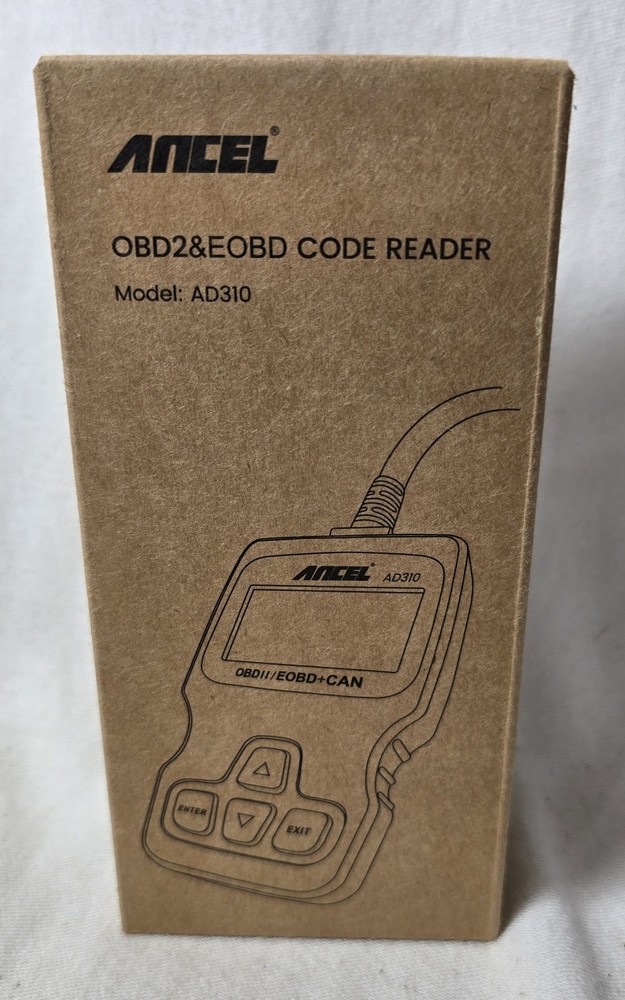 ANCEL®
OBD2&EOBD CODE READER
Model: AD310
ANCEL® AD310
OBDII/EOBD+CAN
ENTER
EXIT